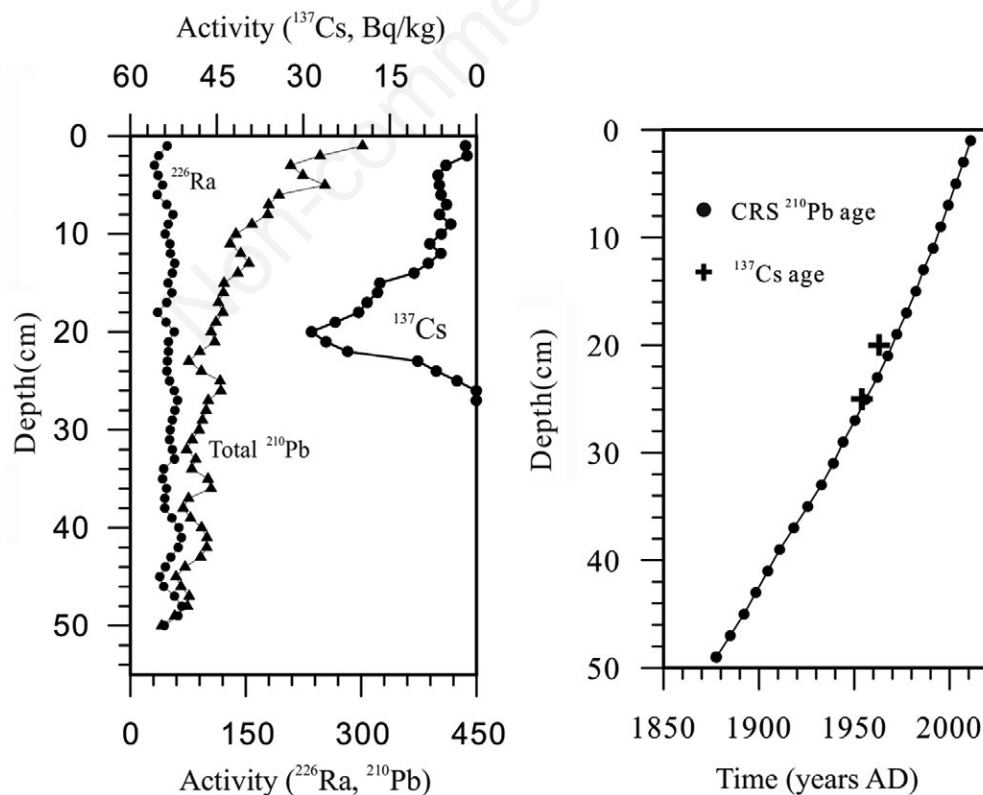 Non-comme
Activity (¹³⁷Cs, Bq/kg)
60 45 30 15 0
0
10
20
30
40
50
Depth(cm)
²²⁶Ra
¹³⁷Cs
Total ²¹⁰Pb
0 150 300 450
Activity (²²⁶Ra, ²¹⁰Pb)
0
10
20
30
40
50
Depth(cm)
CRS ²¹⁰Pb age
¹³⁷Cs age
1850 1900 1950 2000
Time (years AD)